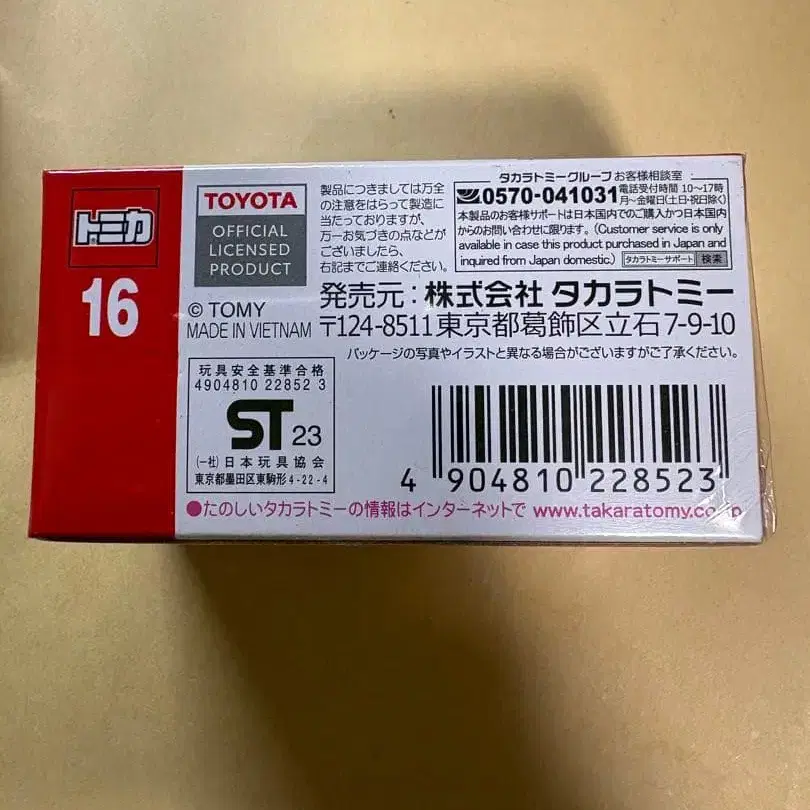 トミカ
16
TOYOTA
OFFICIAL
LICENSED
PRODUCT
© TOMY
MADE IN VIETNAM
製品につきましては万全
の注意をはらって製造に
当たっておりますが、
万一お気づきの点などが
ございましたら、
右記までご連絡ください。
タカラトミーグループ お客様相談室
0570-041031 電話受付時間 10～17時
月～金曜日(土・日・祝日除く)
本製品のお客様サポートは日本国内でのご購入かつ日本国内
からのお問い合わせに限ります。(Customer service is only
available in case this product purchased in Japan and
inquired from Japan domestic.) タカラトミーサポート 検索
発売元：株式会社 タカラトミー
〒124-8511 東京都葛飾区立石7-9-10
パッケージの写真やイラストと異なる場合がございますがご了承ください。
玩具安全基準合格
4904810 22852 3
ST 23
(一社)日本玩具協会
東京都墨田区東駒形4-22-4
4 904810 228523
●たのしいタカラトミーの情報はインターネットで www.takaratomy.co.jp